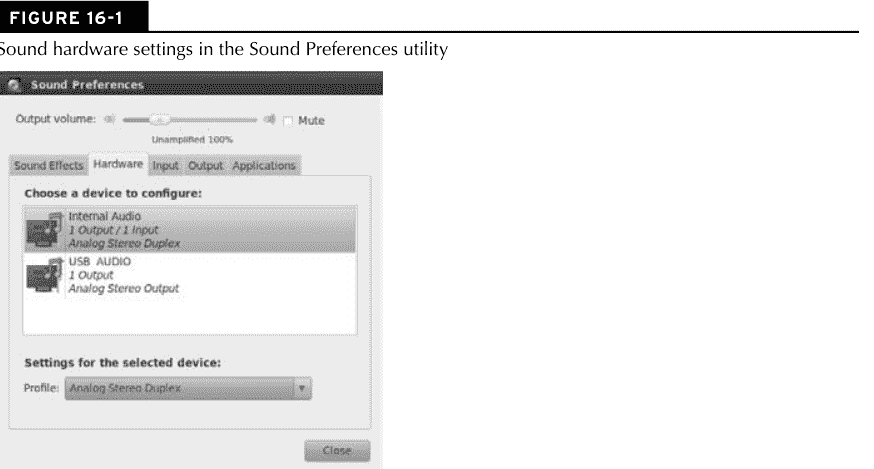 FIGURE 16-1
Sound hardware settings in the Sound Preferences utility
Sound Preferences
Output volume:
Mute
Unamplified 100%
Sound Effects Hardware Input Output Applications
Choose a device to configure:
Internal Audio
1 Output / 1 Input
Analog Stereo Duplex
USB AUDIO
1 Output
Analog Stereo Output
Settings for the selected device:
Profile: Analog Stereo Duplex
Close